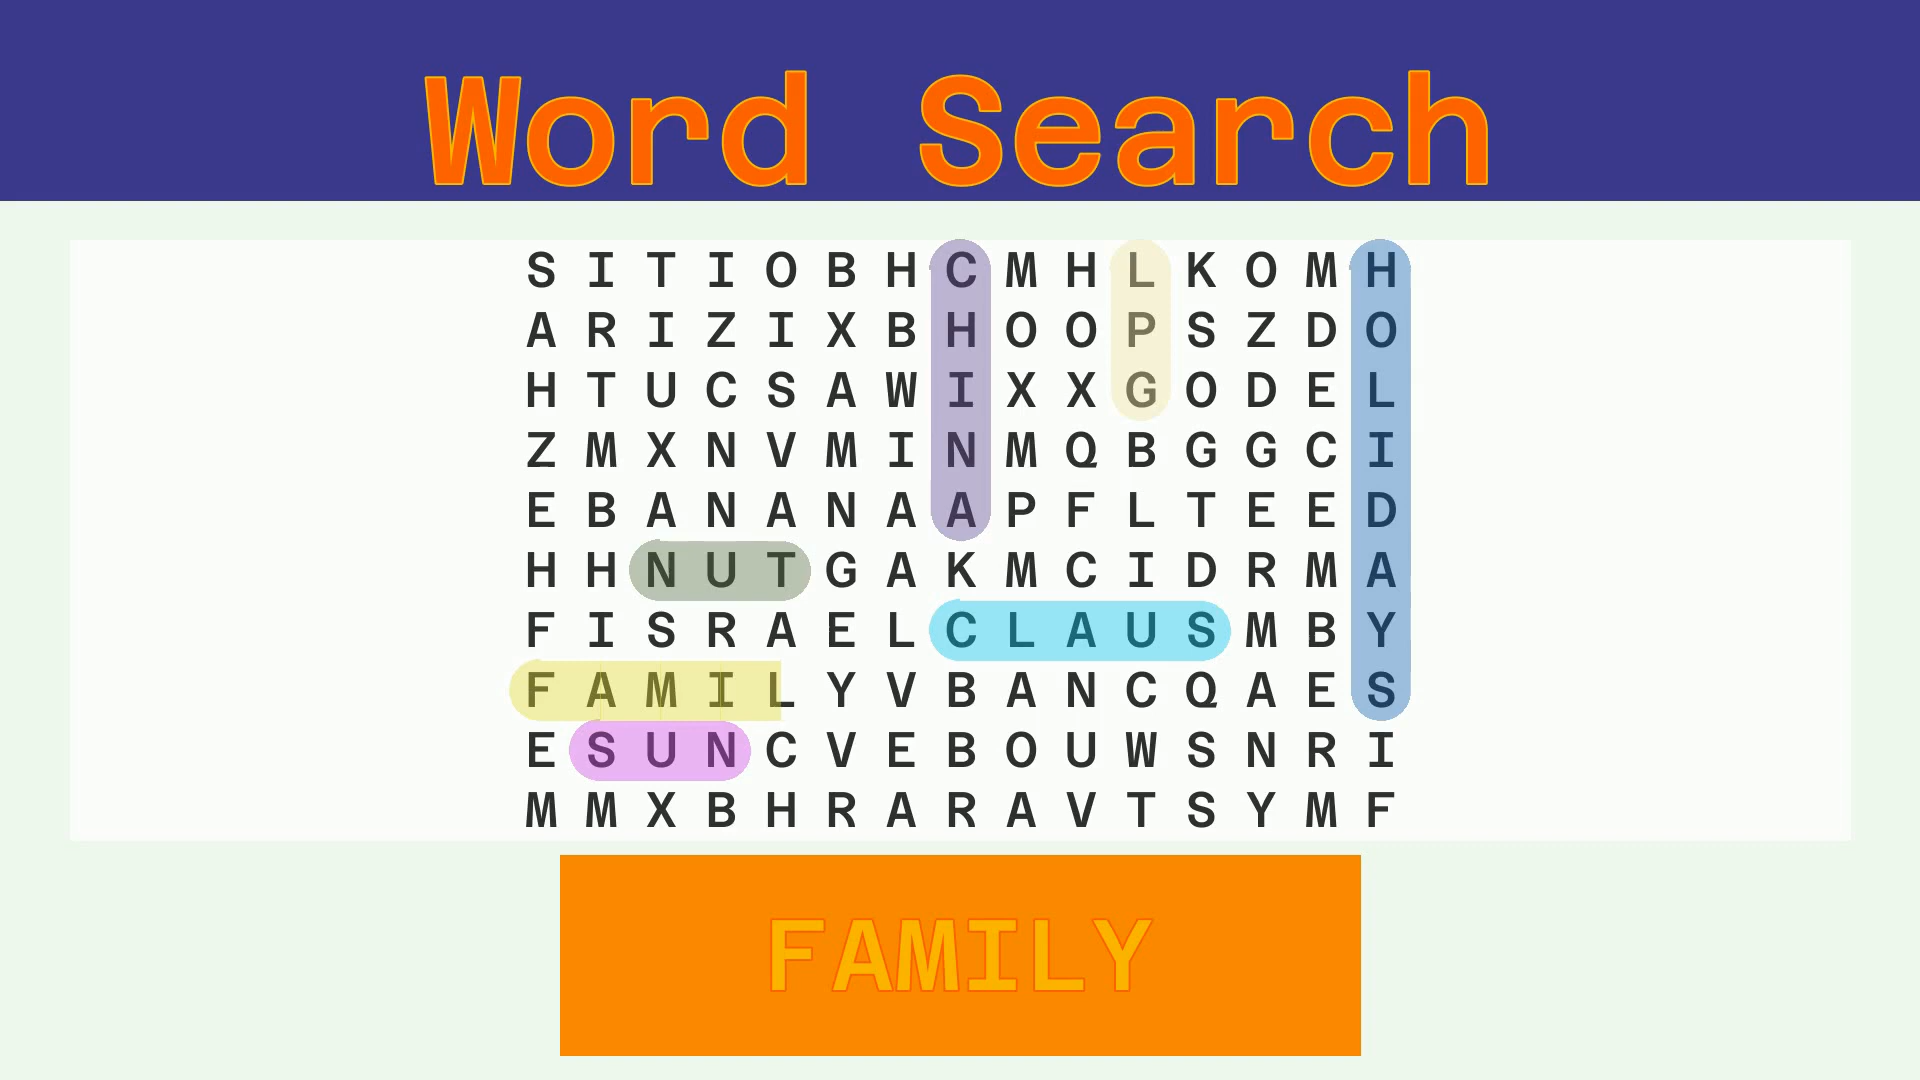 Word Search
S I T I O B H C M H L K O M H
A R I Z I X B H O O P S Z D O
H T U C S A W I X X G O D E L
Z M X N V M I N M Q B G G C I
E B A N A N A A P F L T E E D
H H N U T G A K M C I D R M A
F I S R A E L C L A U S M B Y
F A M I L Y V B A N C Q A E S
E S U N C V E B O U W S N R I
M M X B H R A R A V T S Y M F
FAMILY